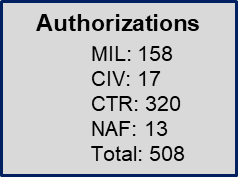 Authorizations
MIL: 158
CIV: 17
CTR: 320
NAF: 13
Total: 508